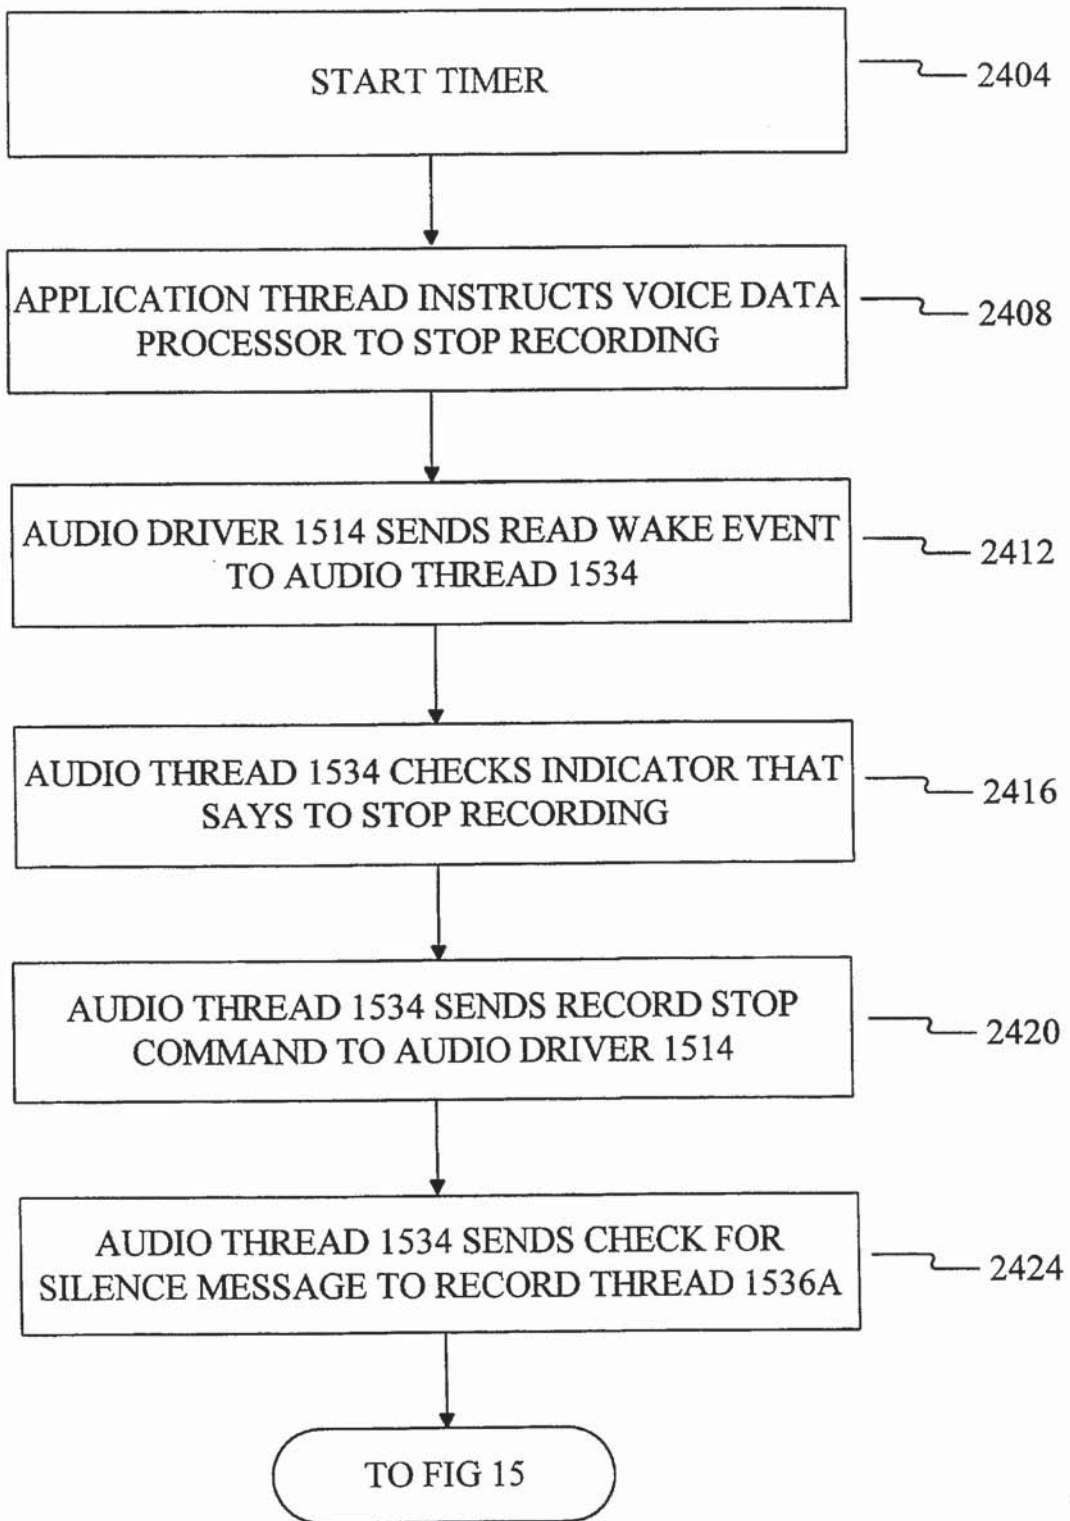 START TIMER
2404
APPLICATION THREAD INSTRUCTS VOICE DATA
PROCESSOR TO STOP RECORDING
2408
AUDIO DRIVER 1514 SENDS READ WAKE EVENT
TO AUDIO THREAD 1534
2412
AUDIO THREAD 1534 CHECKS INDICATOR THAT
SAYS TO STOP RECORDING
2416
AUDIO THREAD 1534 SENDS RECORD STOP
COMMAND TO AUDIO DRIVER 1514
2420
AUDIO THREAD 1534 SENDS CHECK FOR
SILENCE MESSAGE TO RECORD THREAD 1536A
2424
TO FIG 15